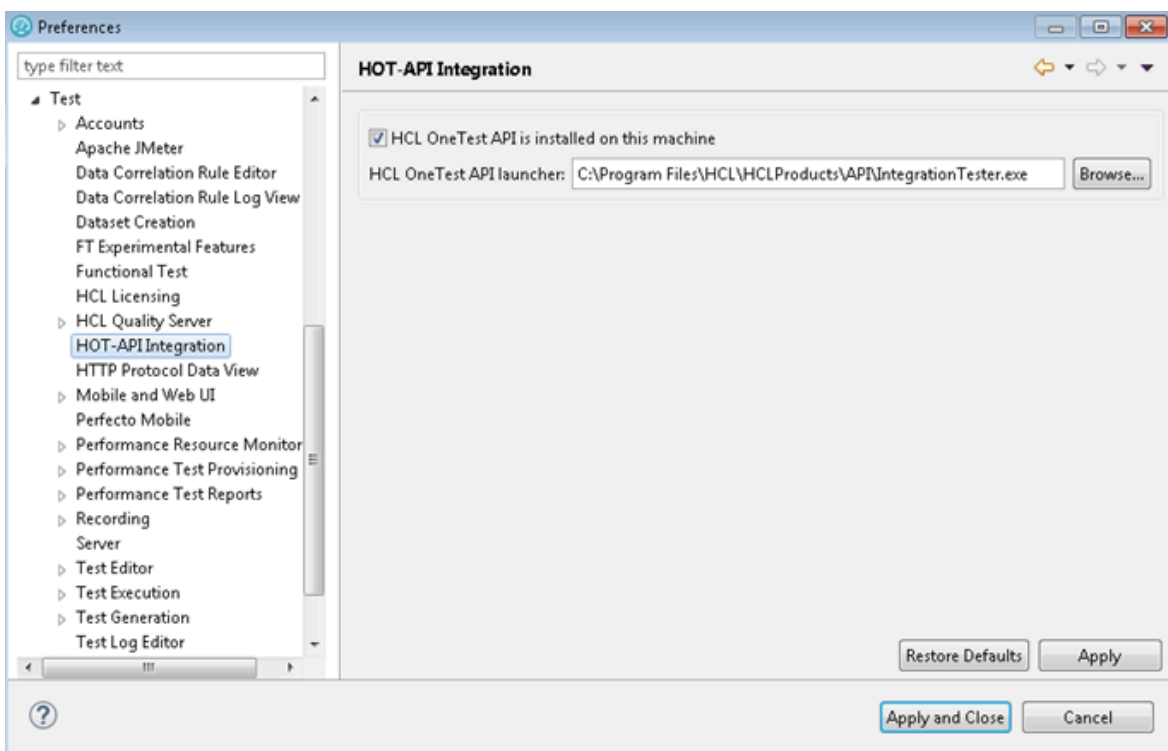 Preferences
type filter text
Test
Accounts
Apache JMeter
Data Correlation Rule Editor
Data Correlation Rule Log View
Dataset Creation
FT Experimental Features
Functional Test
HCL Licensing
HCL Quality Server
HOT-API Integration
HTTP Protocol Data View
Mobile and Web UI
Perfecto Mobile
Performance Resource Monitor
Performance Test Provisioning
Performance Test Reports
Recording
Server
Test Editor
Test Execution
Test Generation
Test Log Editor
HOT-API Integration
HCL OneTest API is installed on this machine
HCL OneTest API launcher: C:\Program Files\HCL\HCLProducts\API\IntegrationTester.exe Browse...
Restore Defaults Apply
? Apply and Close Cancel